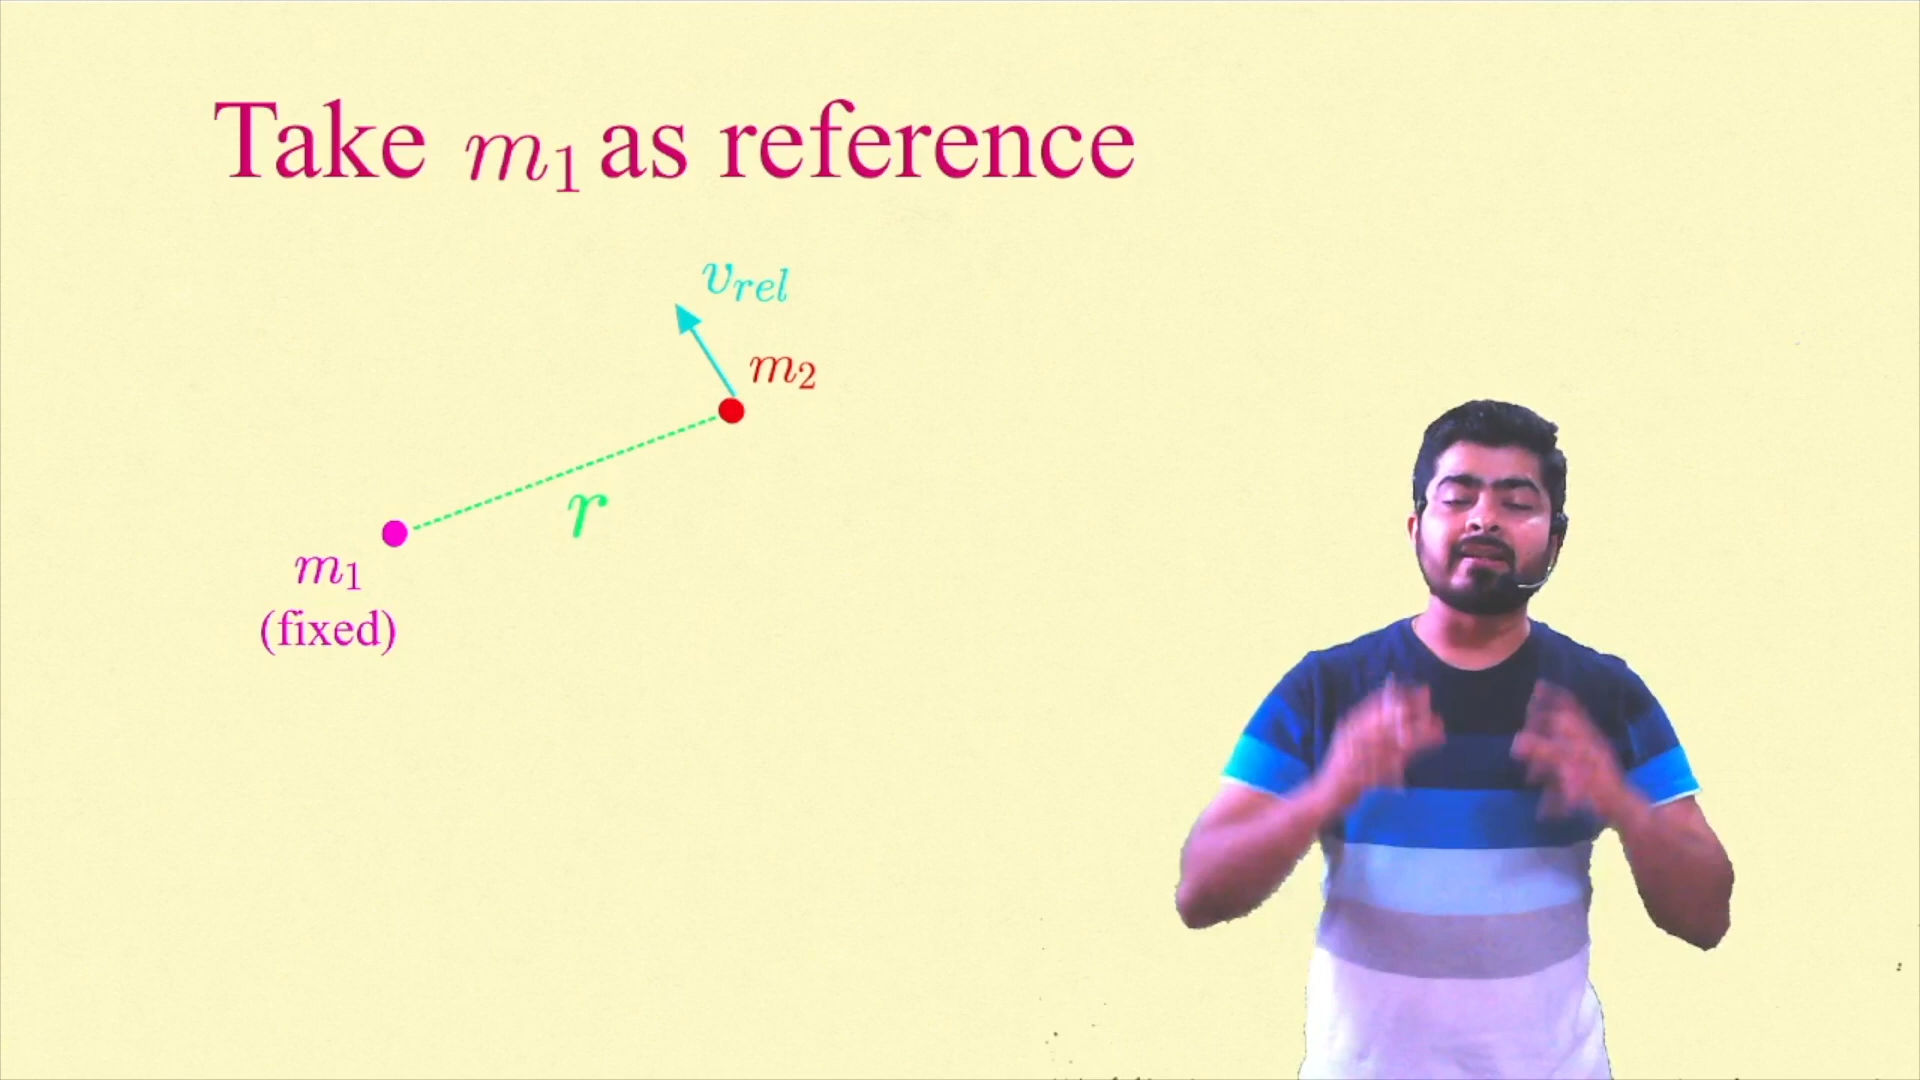 Take m₁ as reference
v_rel
m₂
r
m₁
(fixed)